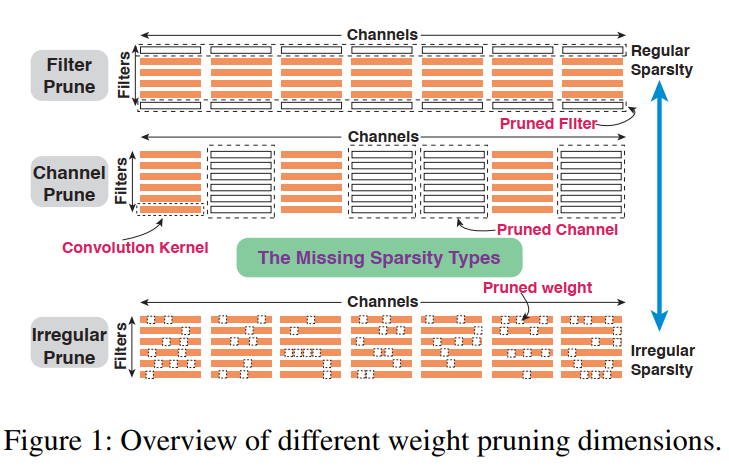 Channels
Filter
Prune
Filters
Regular
Sparsity
Pruned Filter
Channels
Channel
Prune
Filters
Convolution Kernel
Pruned Channel
The Missing Sparsity Types
Pruned weight
Channels
Irregular
Prune
Filters
Irregular
Sparsity
Figure 1: Overview of different weight pruning dimensions.